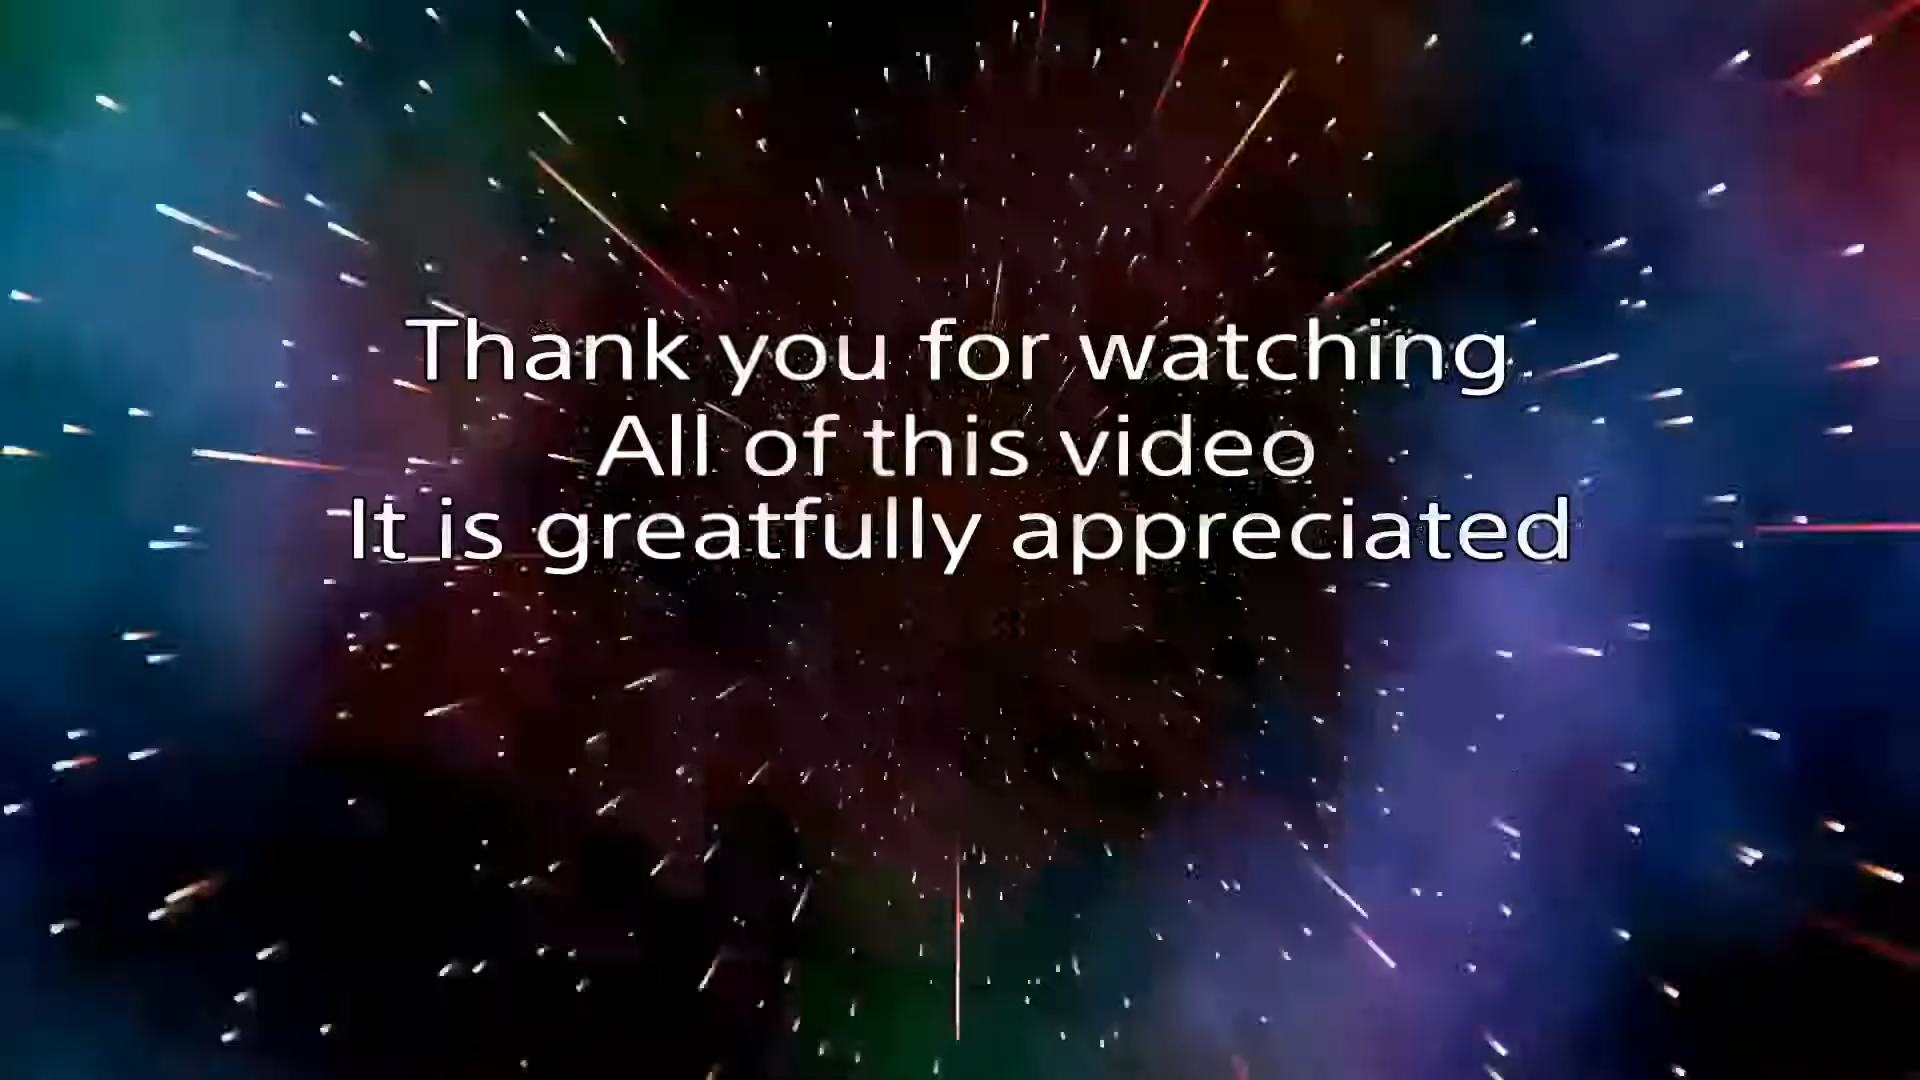 Thank you for watching
All of this video
It is greatfully appreciated